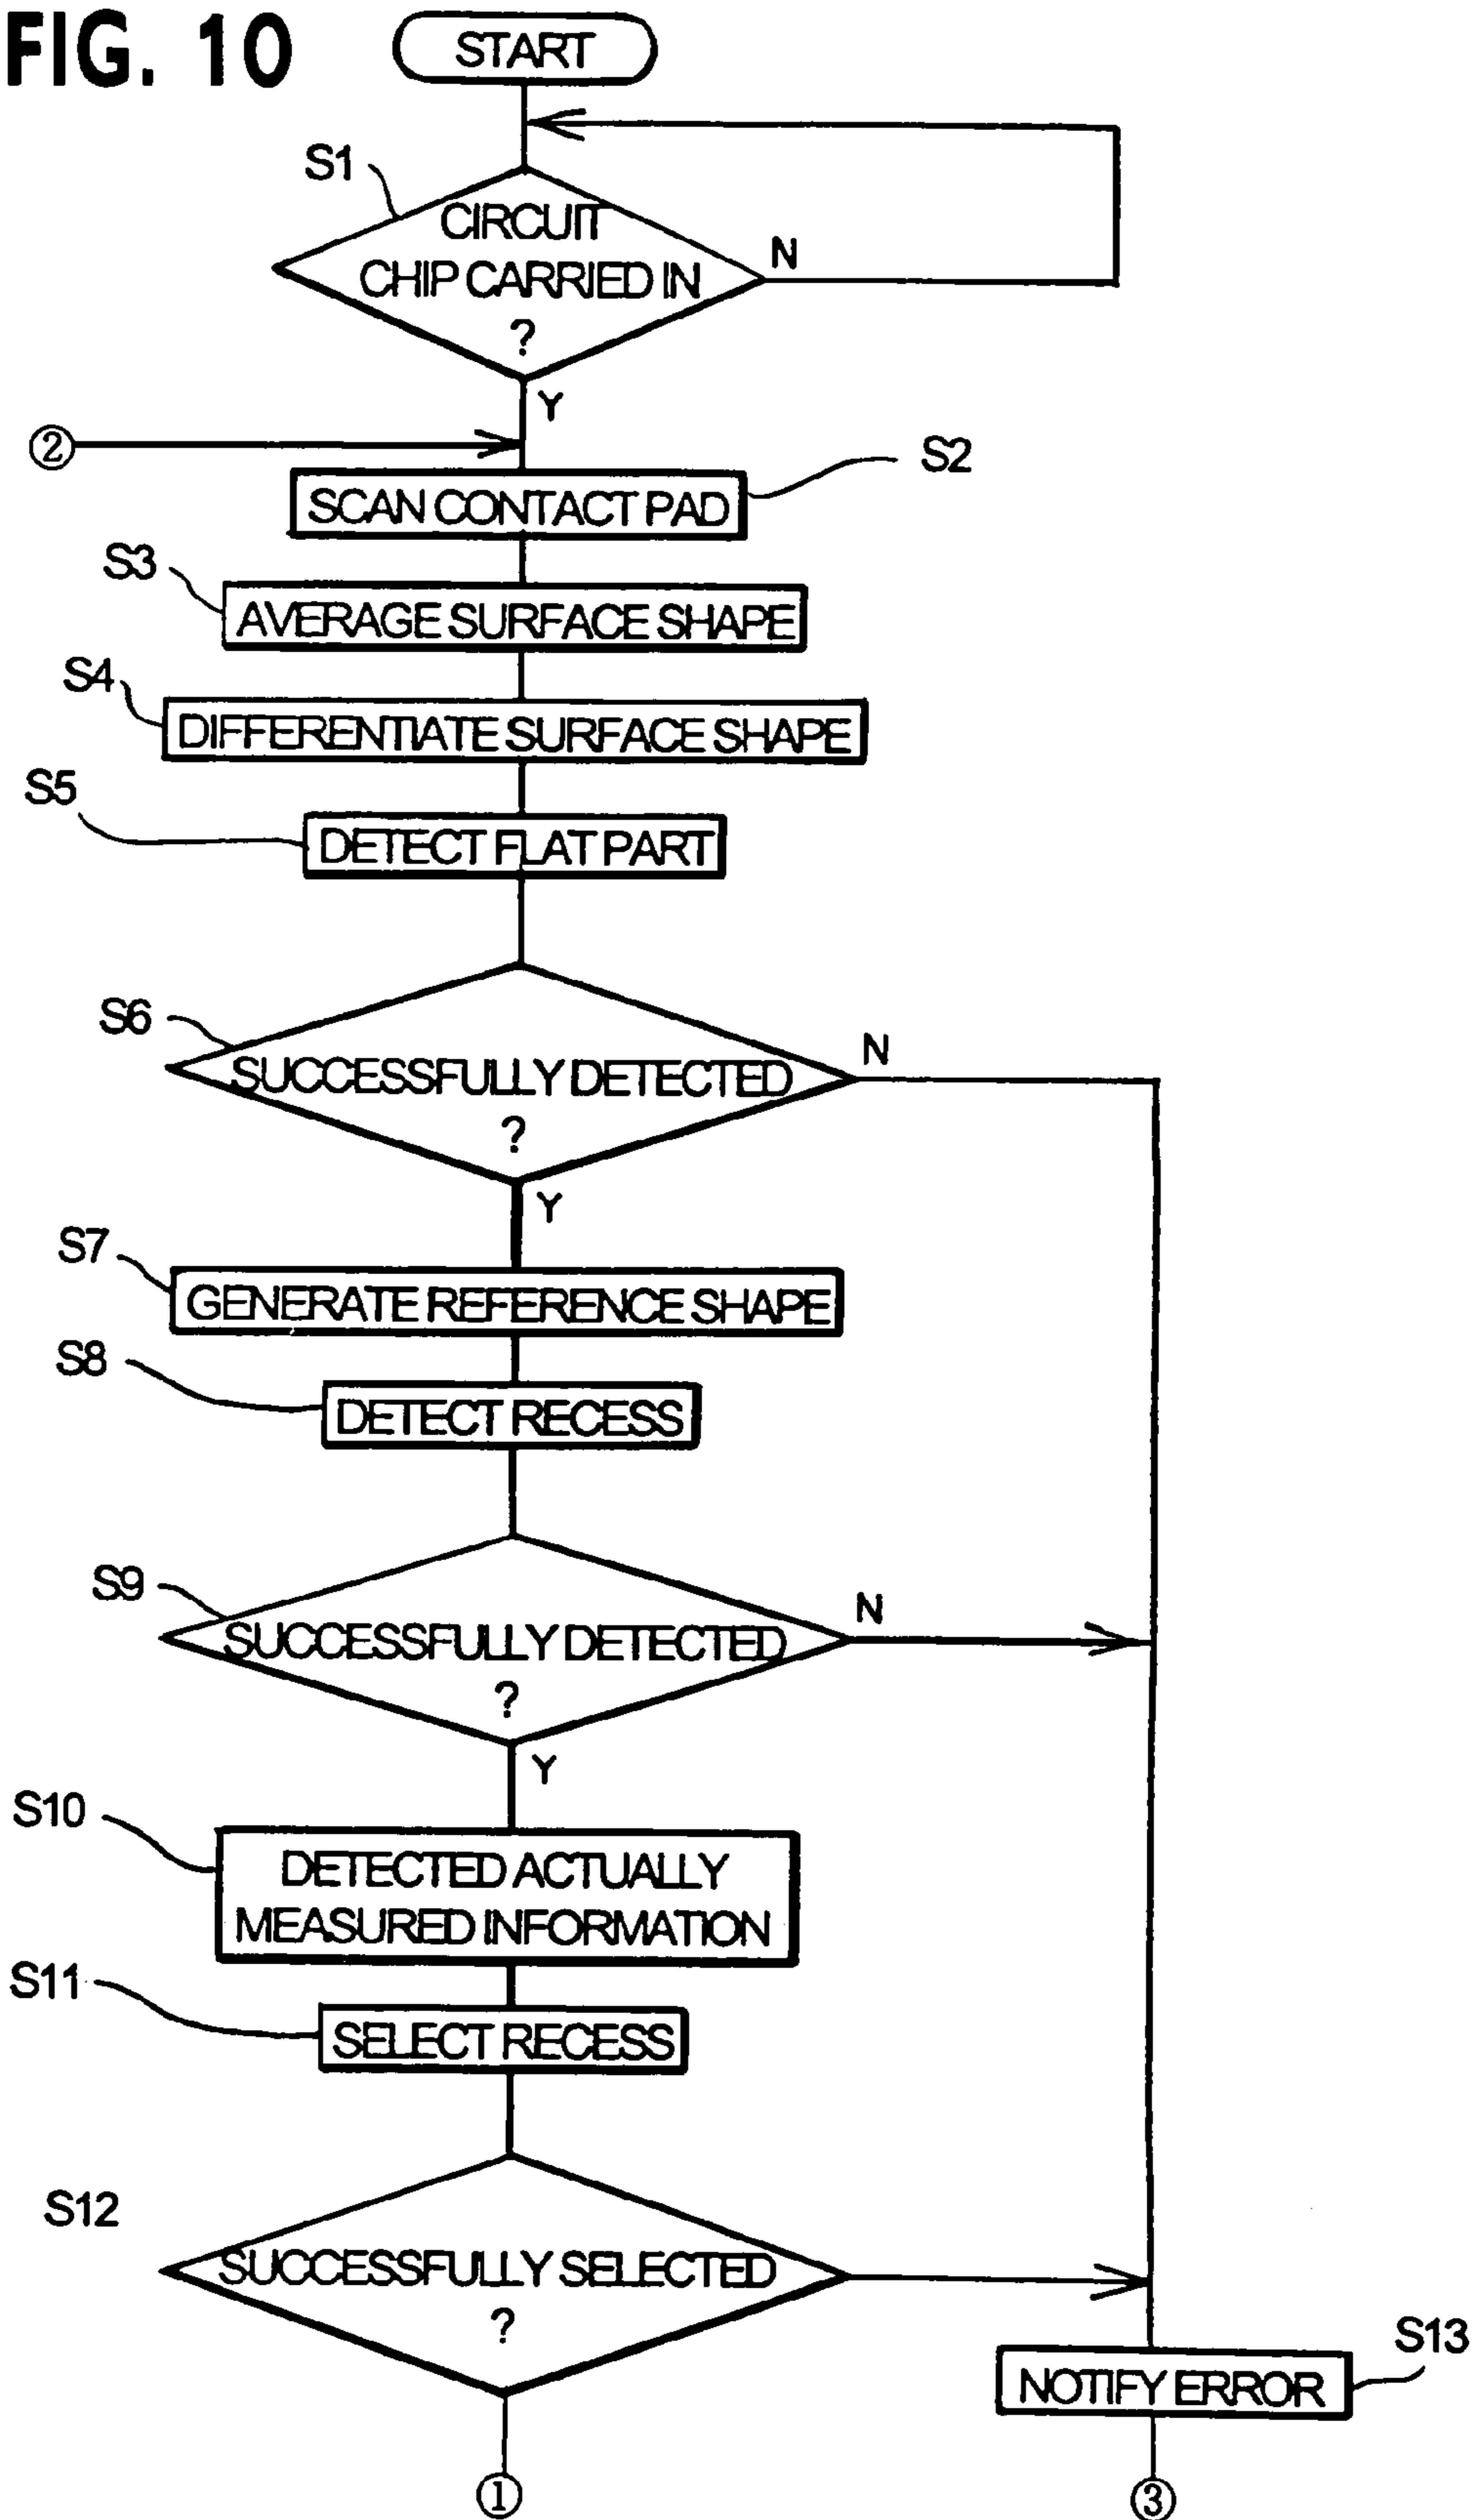 FIG. 10
START
S1
CIRCUIT
CHIP CARRIED IN
?
N
Y
②
S2
SCAN CONTACT PAD
S3
AVERAGE SURFACE SHAPE
S4
DIFFERENTIATE SURFACE SHAPE
S5
DETECT FLAT PART
S6
SUCCESSFULLY DETECTED
?
N
Y
S7
GENERATE REFERENCE SHAPE
S8
DETECT RECESS
S9
SUCCESSFULLY DETECTED
?
N
Y
S10
DETECTED ACTUALLY
MEASURED INFORMATION
S11
SELECT RECESS
S12
SUCCESSFULLY SELECTED
?
S13
NOTIFY ERROR
①
③